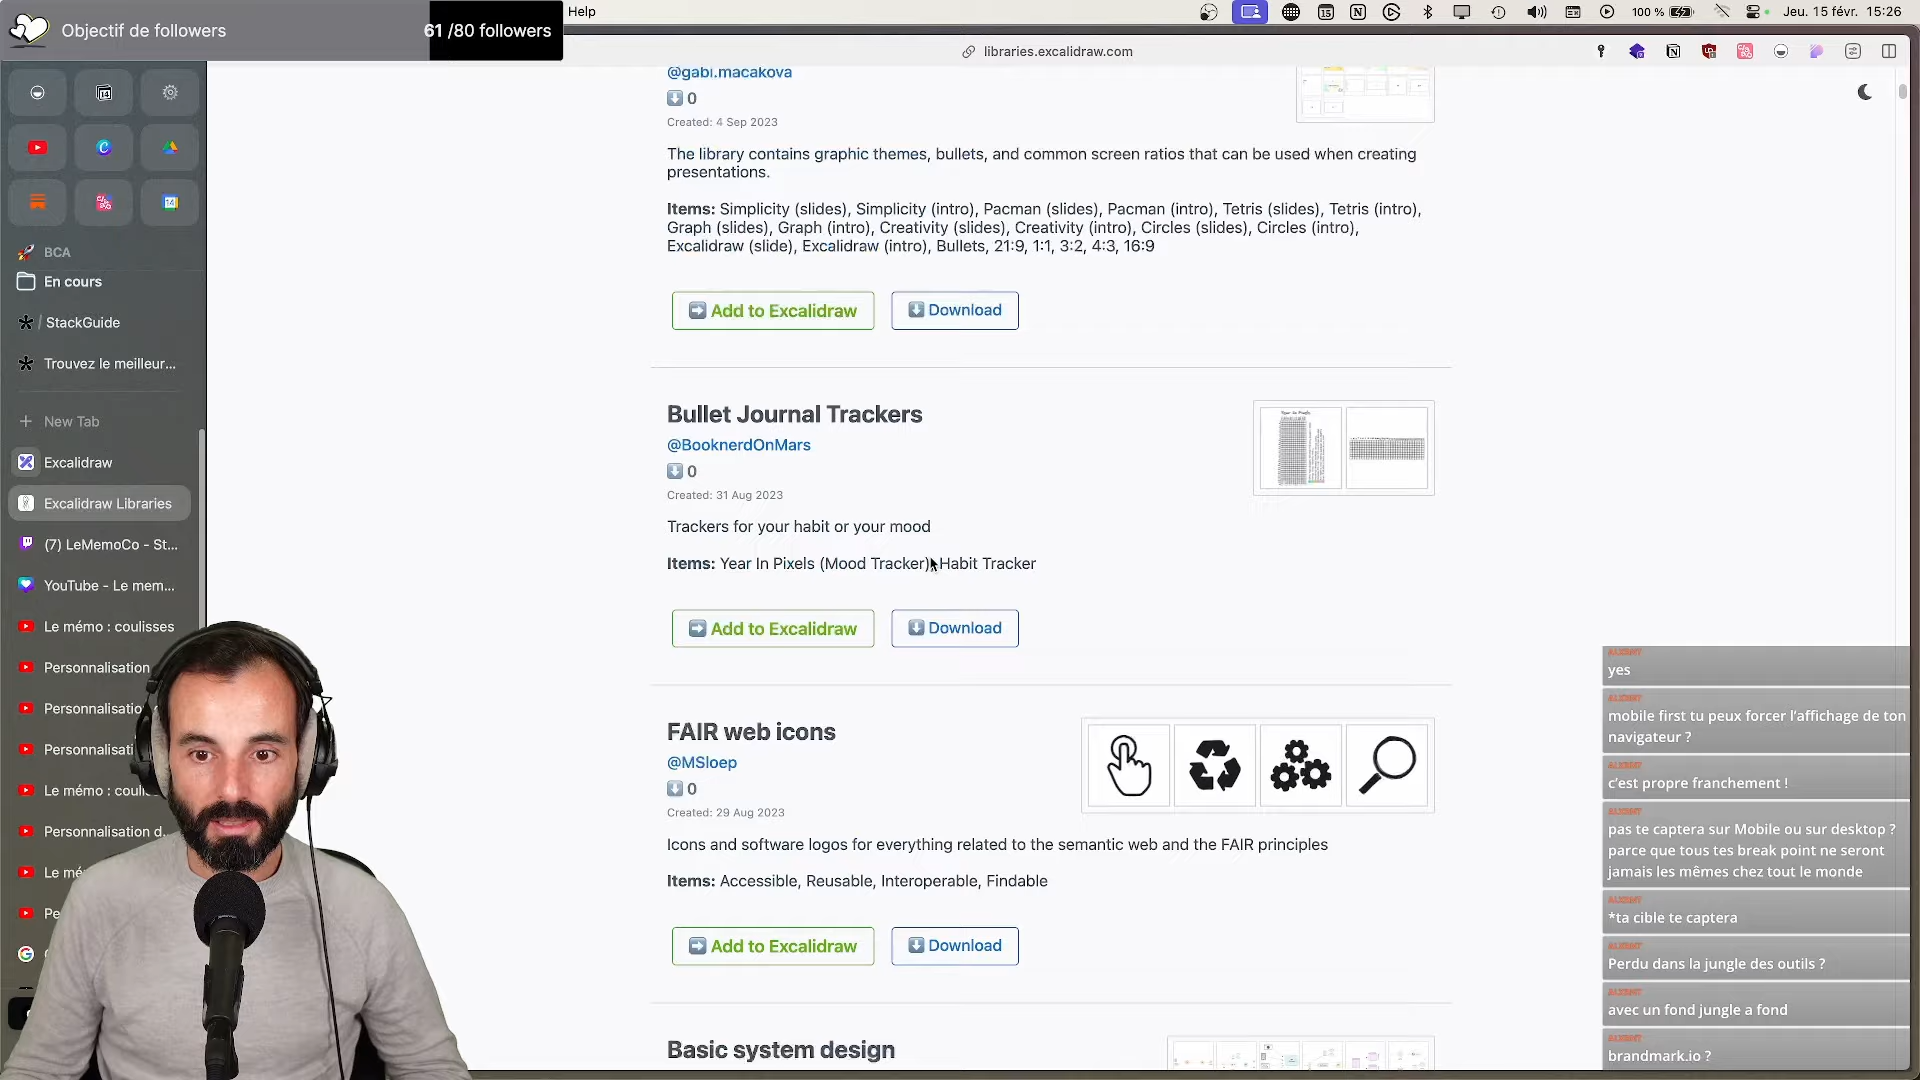 Objectif de followers
61 /80 followers
Help
100 %
Jeu. 15 févr. 15:26
libraries.excalidraw.com
BCA
En cours
/ StackGuide
Trouvez le meilleur...
New Tab
Excalidraw
Excalidraw Libraries
(7) LeMemoCo - St...
YouTube - Le mem...
Le mémo : coulisses
Personnalisation
Personnalisatio
Personnalisati
Le mémo : couli
Personnalisation d...
Le mé
Pe
@gabi.macakova
0
Created: 4 Sep 2023
The library contains graphic themes, bullets, and common screen ratios that can be used when creating
presentations.
Items: Simplicity (slides), Simplicity (intro), Pacman (slides), Pacman (intro), Tetris (slides), Tetris (intro),
Graph (slides), Graph (intro), Creativity (slides), Creativity (intro), Circles (slides), Circles (intro),
Excalidraw (slide), Excalidraw (intro), Bullets, 21:9, 1:1, 3:2, 4:3, 16:9
Add to Excalidraw
Download
Bullet Journal Trackers
@BooknerdOnMars
0
Created: 31 Aug 2023
Trackers for your habit or your mood
Items: Year In Pixels (Mood Tracker), Habit Tracker
Add to Excalidraw
Download
FAIR web icons
@MSloep
0
Created: 29 Aug 2023
Icons and software logos for everything related to the semantic web and the FAIR principles
Items: Accessible, Reusable, Interoperable, Findable
Add to Excalidraw
Download
Basic system design
yes
mobile first tu peux forcer l'affichage de ton
navigateur ?
c'est propre franchement !
pas te captera sur Mobile ou sur desktop ?
parce que tous tes break point ne seront
jamais les mêmes chez tout le monde
*ta cible te captera
Perdu dans la jungle des outils ?
avec un fond jungle a fond
brandmark.io ?